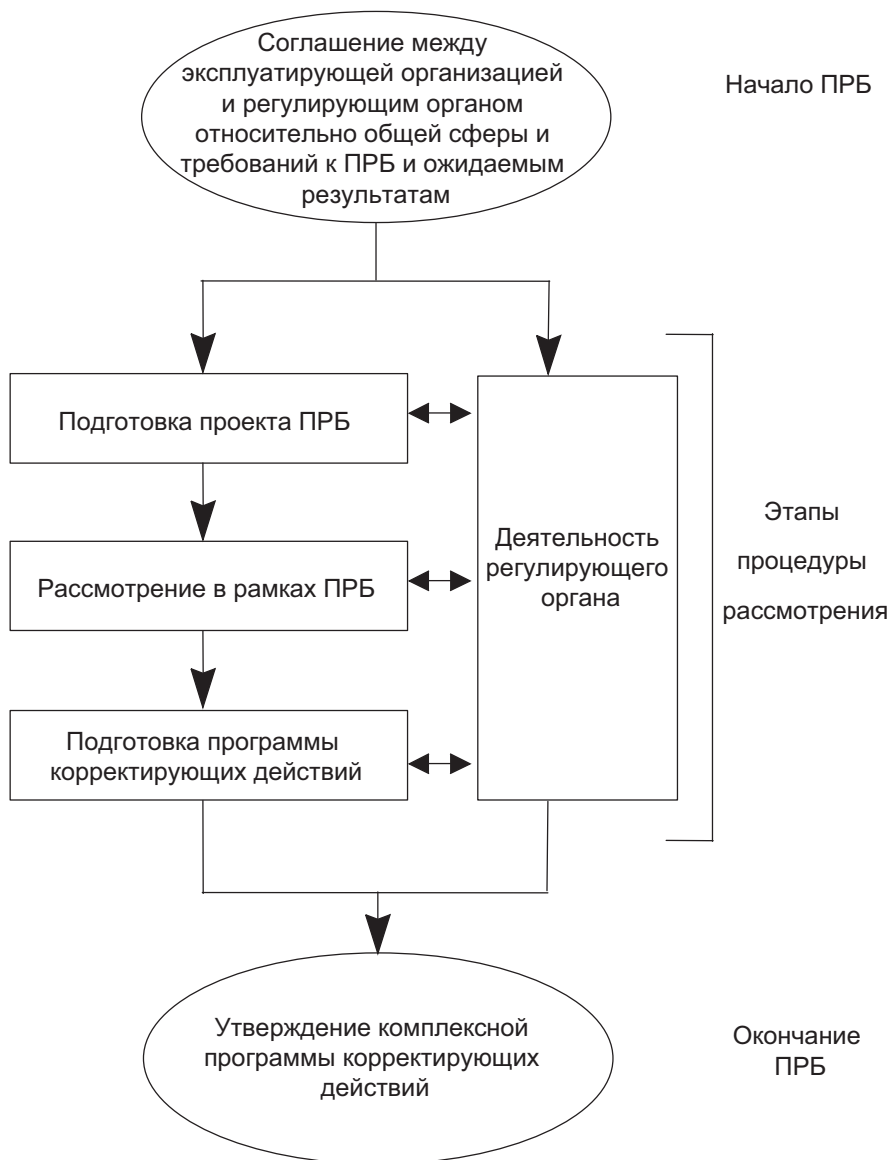 Соглашение между
эксплуатирующей организацией
и регулирующим органом
относительно общей сферы и
требований к ПРБ и ожидаемым
результатам
Начало ПРБ
Подготовка проекта ПРБ
Рассмотрение в рамках ПРБ
Подготовка программы
корректирующих действий
Деятельность
регулирующего
органа
Этапы
процедуры
рассмотрения
Утверждение комплексной
программы корректирующих
действий
Окончание
ПРБ